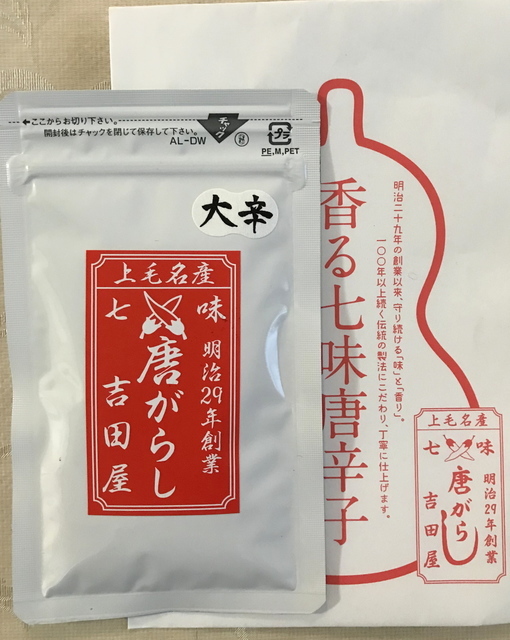 ←ここからお切り下さい。
開封後はチャックを閉じて保存して下さい。
チャック
AL-DW
プラ
PE,M,PET
大辛
上毛名産
七味
唐がらし
明治29年創業
吉田屋
香る七味唐辛子
明治二十九年の創業以来、守り続ける「味」と「香り」。
一〇〇年以上続く伝統の製法にこだわり、丁寧に仕上げます。
上毛名産
七味
唐がらし
明治29年創業
吉田屋